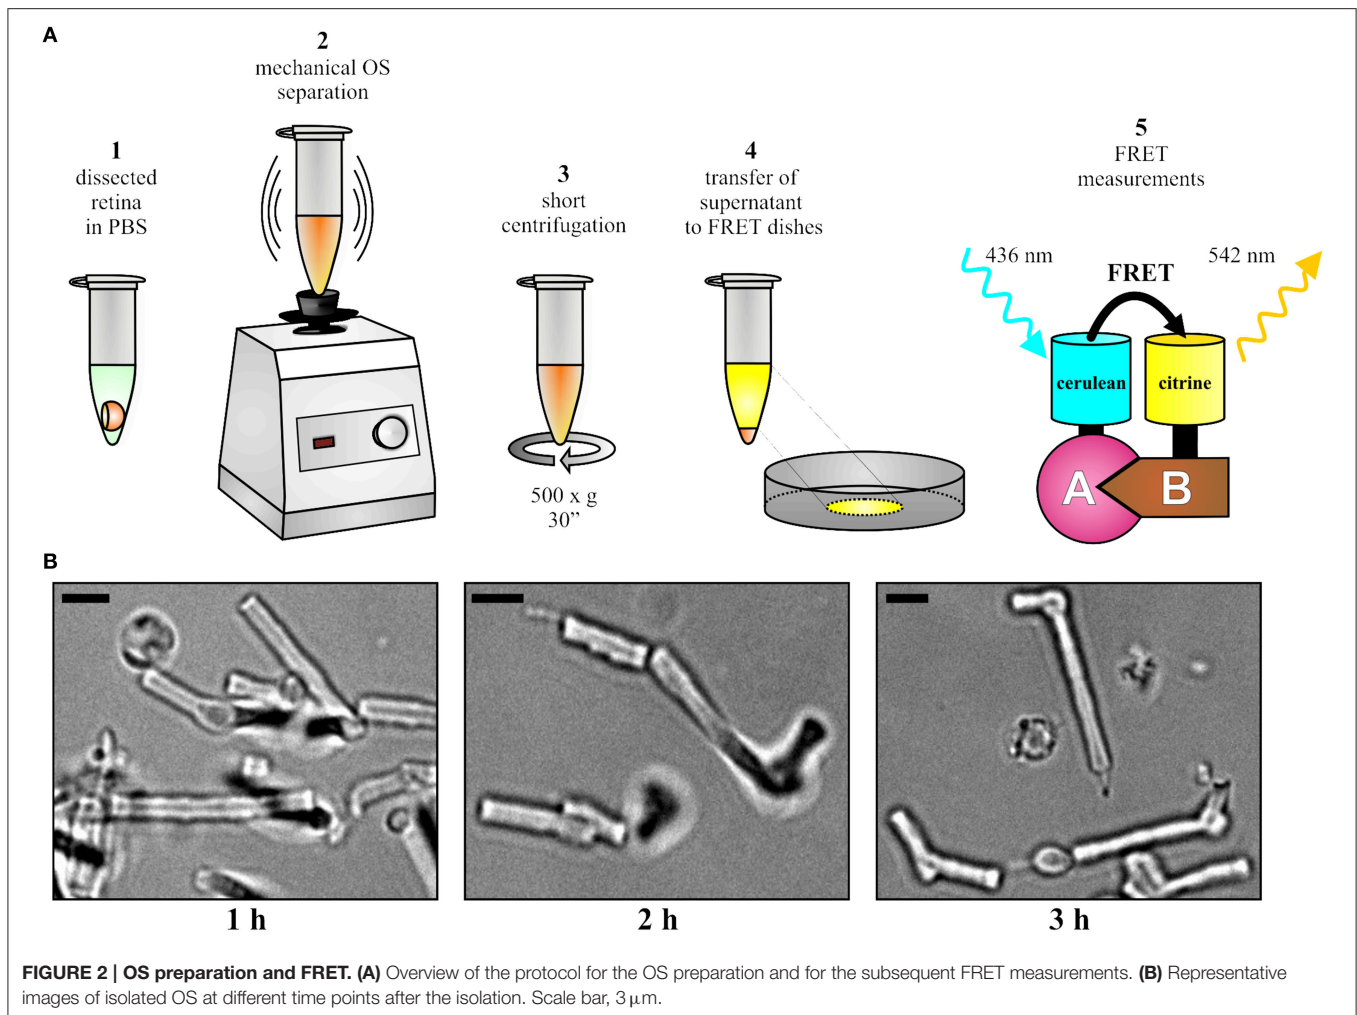 A
1
dissected
retina
in PBS
2
mechanical OS
separation
3
short
centrifugation
500 x g
30”
4
transfer of
supernatant
to FRET dishes
5
FRET
measurements
436 nm
FRET
542 nm
cerulean
citrine
A
B
B
1 h
2 h
3 h
FIGURE 2 | OS preparation and FRET. (A) Overview of the protocol for the OS preparation and for the subsequent FRET measurements. (B) Representative
images of isolated OS at different time points after the isolation. Scale bar, 3 μm.